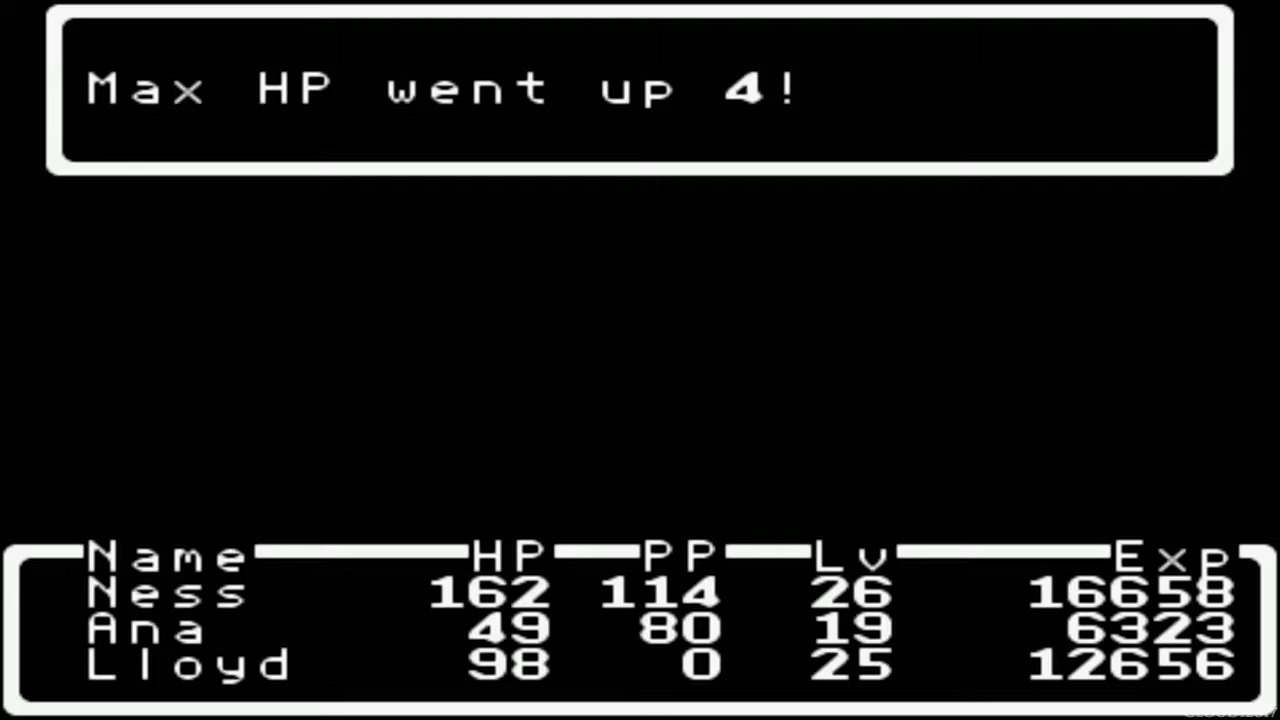 Max HP went up 4!
Name HP PP Lv Exp
Ness 162 114 26 16658
Ana 49 80 19 6323
Lloyd 98 0 25 12656